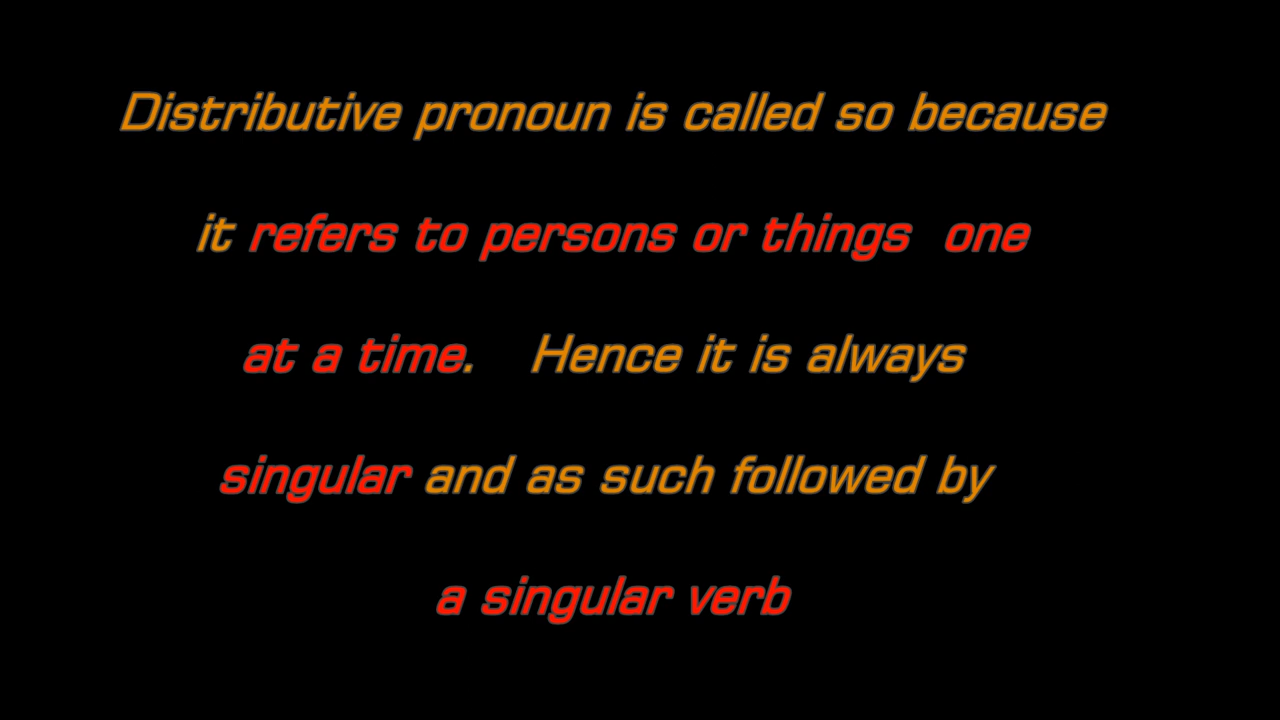 Distributive pronoun is called so because
it refers to persons or things one
at a time. Hence it is always
singular and as such followed by
a singular verb